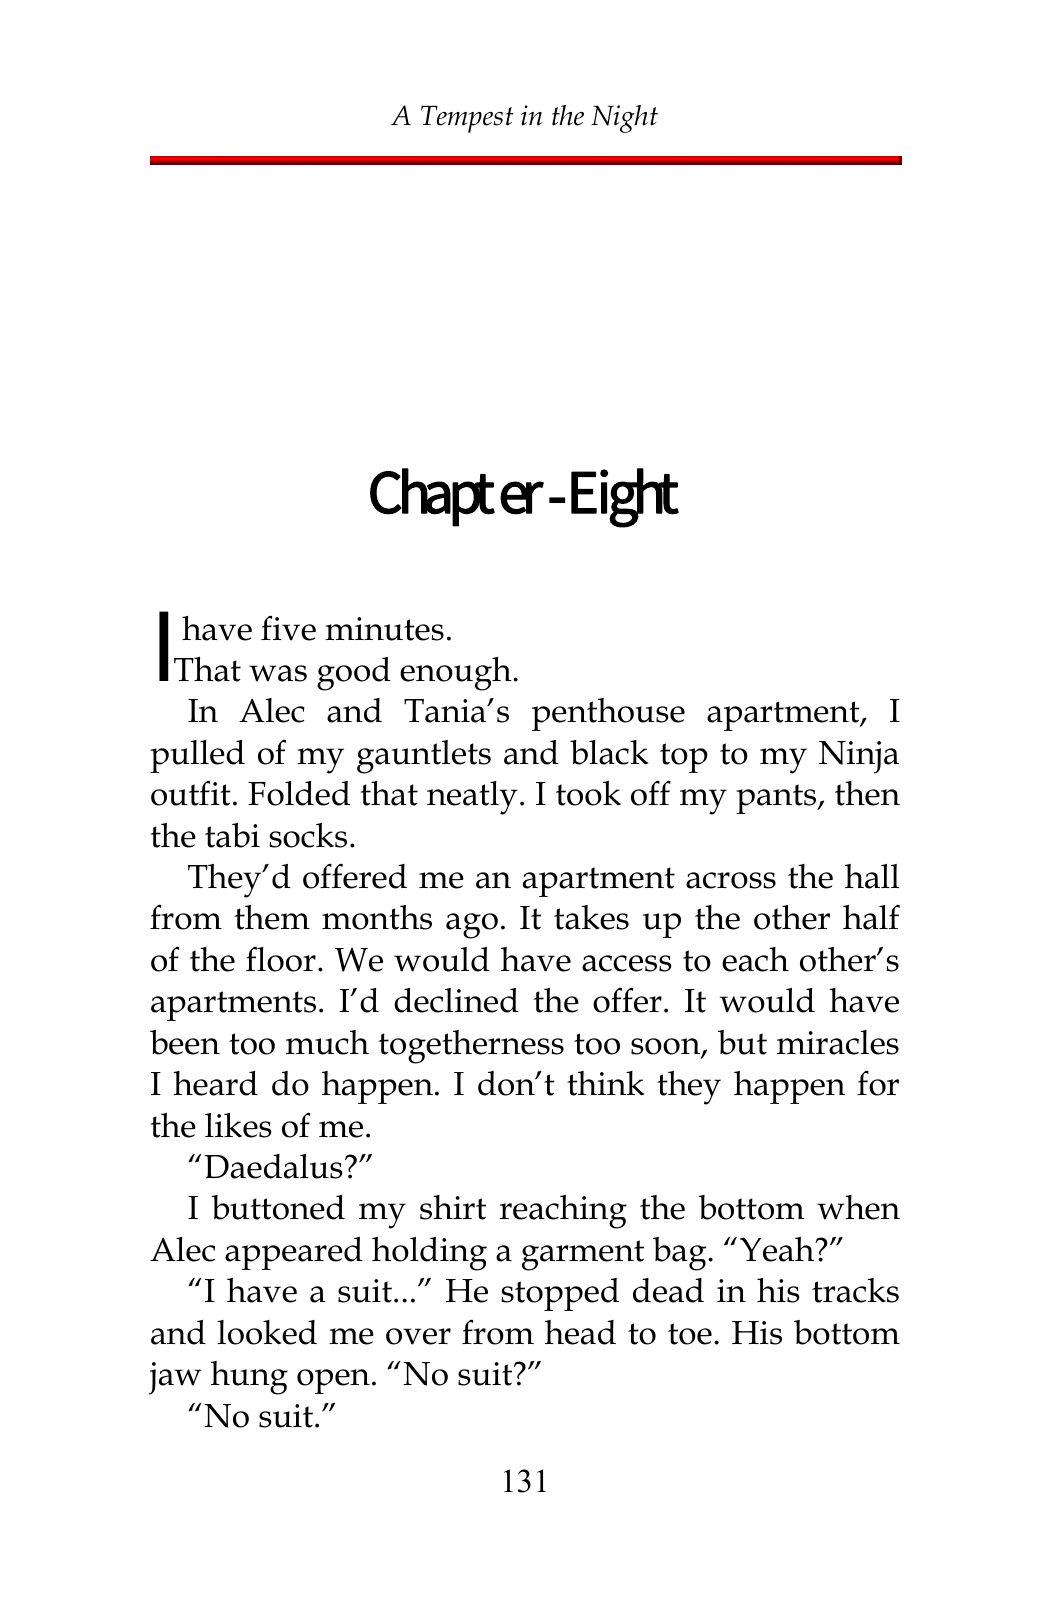 A Tempest in the Night
Chapter - Eight
I have five minutes.
That was good enough.
In Alec and Tania’s penthouse apartment, I
pulled of my gauntlets and black top to my Ninja
outfit. Folded that neatly. I took off my pants, then
the tabi socks.
They’d offered me an apartment across the hall
from them months ago. It takes up the other half
of the floor. We would have access to each other’s
apartments. I’d declined the offer. It would have
been too much togetherness too soon, but miracles
I heard do happen. I don’t think they happen for
the likes of me.
“Daedalus?”
I buttoned my shirt reaching the bottom when
Alec appeared holding a garment bag. “Yeah?”
“I have a suit...” He stopped dead in his tracks
and looked me over from head to toe. His bottom
jaw hung open. “No suit?”
“No suit.”
131